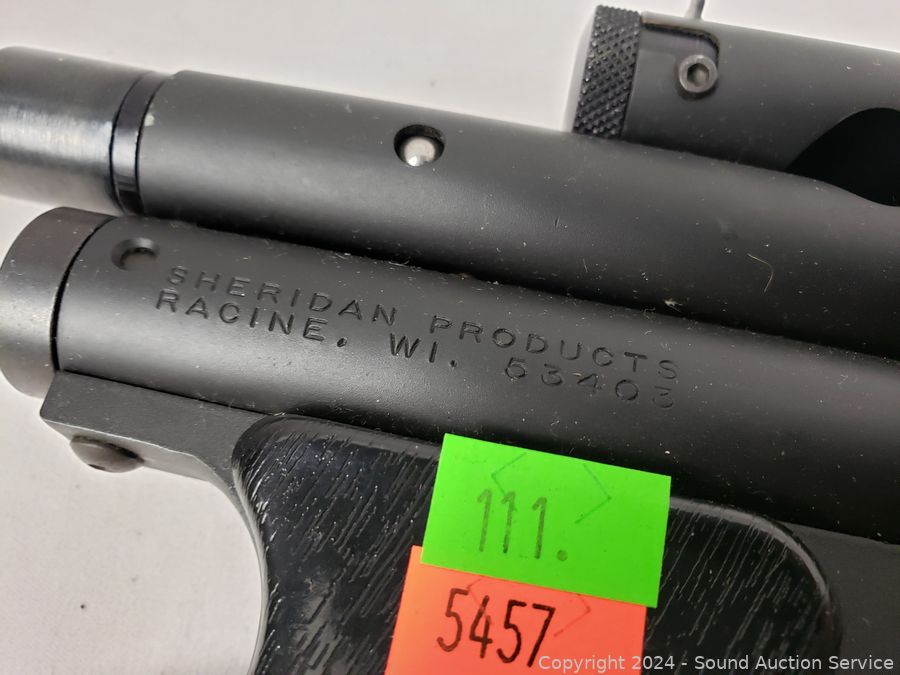 SHERIDAN PRODUCTS
RACINE. WI. 53403
111.
5457
Copyright © 2024 - Sound Auction Service